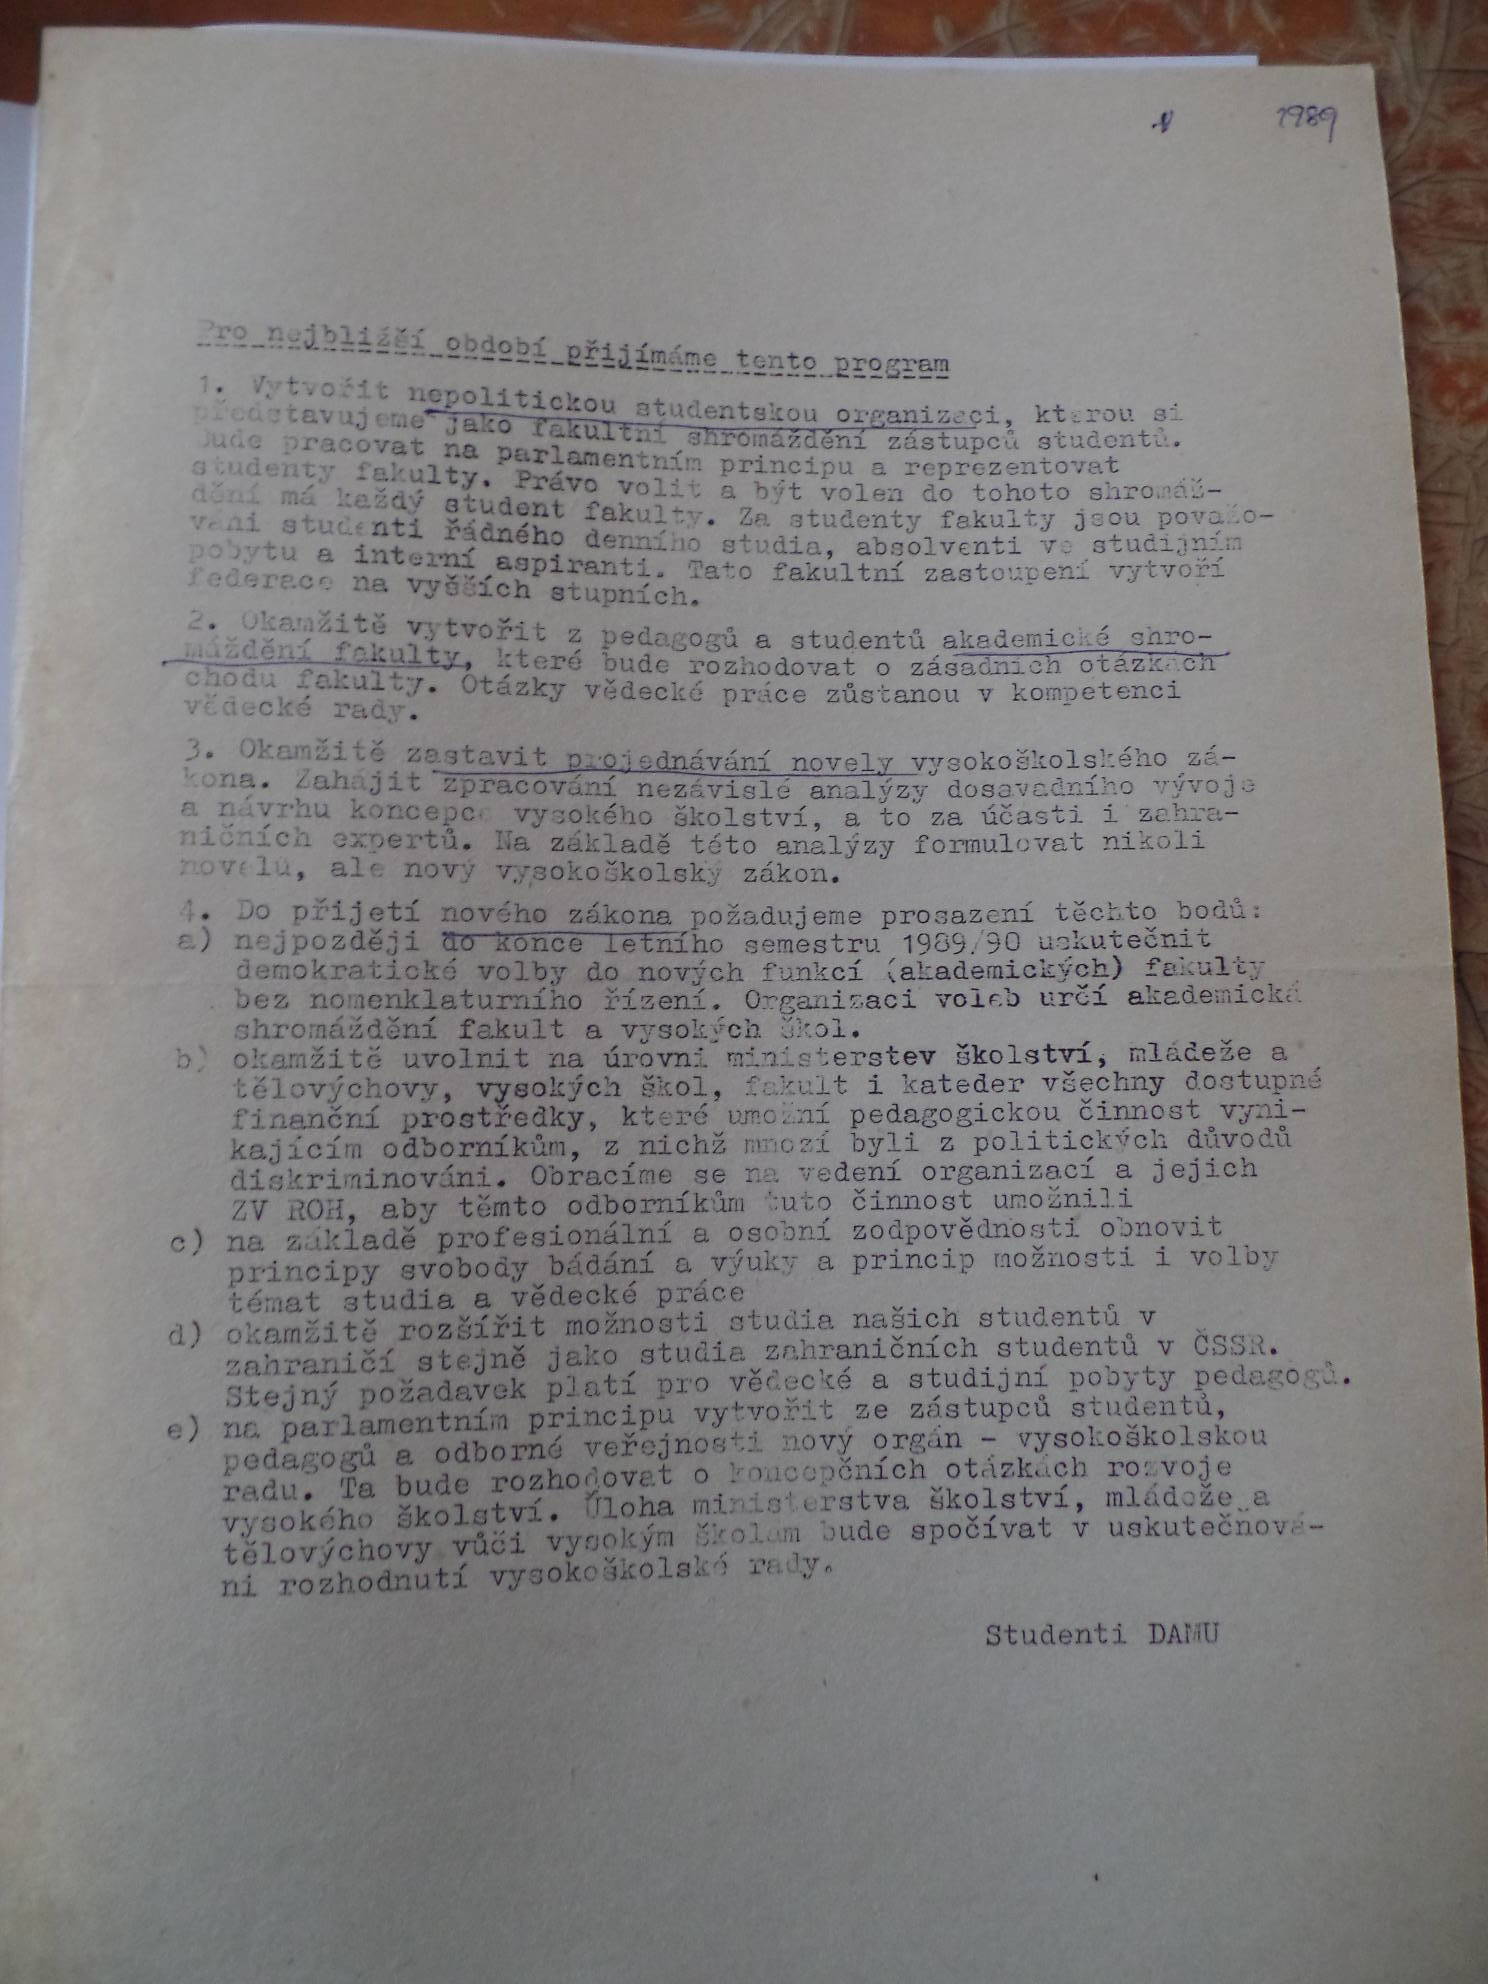 1989
Pro nejbližší období přijímáme tento program
1. Vytvořit nepolitickou studentskou organizaci, kterou si
představujeme jako fakultní shromáždění zástupců studentů.
Bude pracovat na parlamentním principu a reprezentovat
studenty fakulty. Právo volit a být volen do tohoto shromáž-
dění má každý student fakulty. Za studenty fakulty jsou považo-
váni studenti řádného denního studia, absolventi ve studijním
pobytu a interní aspiranti. Tato fakultní zastoupení vytvoří
federace na vyšších stupních.
2. Okamžitě vytvořit z pedagogů a studentů akademické shro-
máždění fakulty, které bude rozhodovat o zásadních otázkách
chodu fakulty. Otázky vědecké práce zůstanou v kompetenci
vědecké rady.
3. Okamžitě zastavit projednávání novely vysokoškolského zá-
kona. Zahájit zpracování nezávislé analýzy dosavadního vývoje
a návrhu koncepce vysokého školství, a to za účasti i zahra-
ničních expertů. Na základě této analýzy formulovat nikoli
novelu, ale nový vysokoškolský zákon.
4. Do přijetí nového zákona požadujeme prosazení těchto bodů:
a) nejpozději do konce letního semestru 1989/90 uskutečnit
demokratické volby do nových funkcí (akademických) fakulty
bez nomenklaturního řízení. Organizaci voleb určí akademická
shromáždění fakult a vysokých škol.
b) okamžitě uvolnit na úrovni ministerstev školství, mládeže a
tělovýchovy, vysokých škol, fakult i kateder všechny dostupné
finanční prostředky, které umožní pedagogickou činnost vyni-
kajícím odborníkům, z nichž mnozí byli z politických důvodů
diskriminováni. Obracíme se na vedení organizací a jejich
ZV ROH, aby těmto odborníkům tuto činnost umožnili
c) na základě profesionální a osobní zodpovědnosti obnovit
principy svobody bádání a výuky a princip možnosti i volby
témat studia a vědecké práce
d) okamžitě rozšířit možnosti studia našich studentů v
zahraničí stejně jako studia zahraničních studentů v ČSSR.
Stejný požadavek platí pro vědecké a studijní pobyty pedagogů.
e) na parlamentním principu vytvořit ze zástupců studentů,
pedagogů a odborné veřejnosti nový orgán - vysokoškolskou
radu. Ta bude rozhodovat o koncepčních otázkách rozvoje
vysokého školství. Úloha ministerstva školství, mládeže a
tělovýchovy vůči vysokým školám bude spočívat v uskutečnová-
ni rozhodnutí vysokoškolské rady.
Studenti DAMU